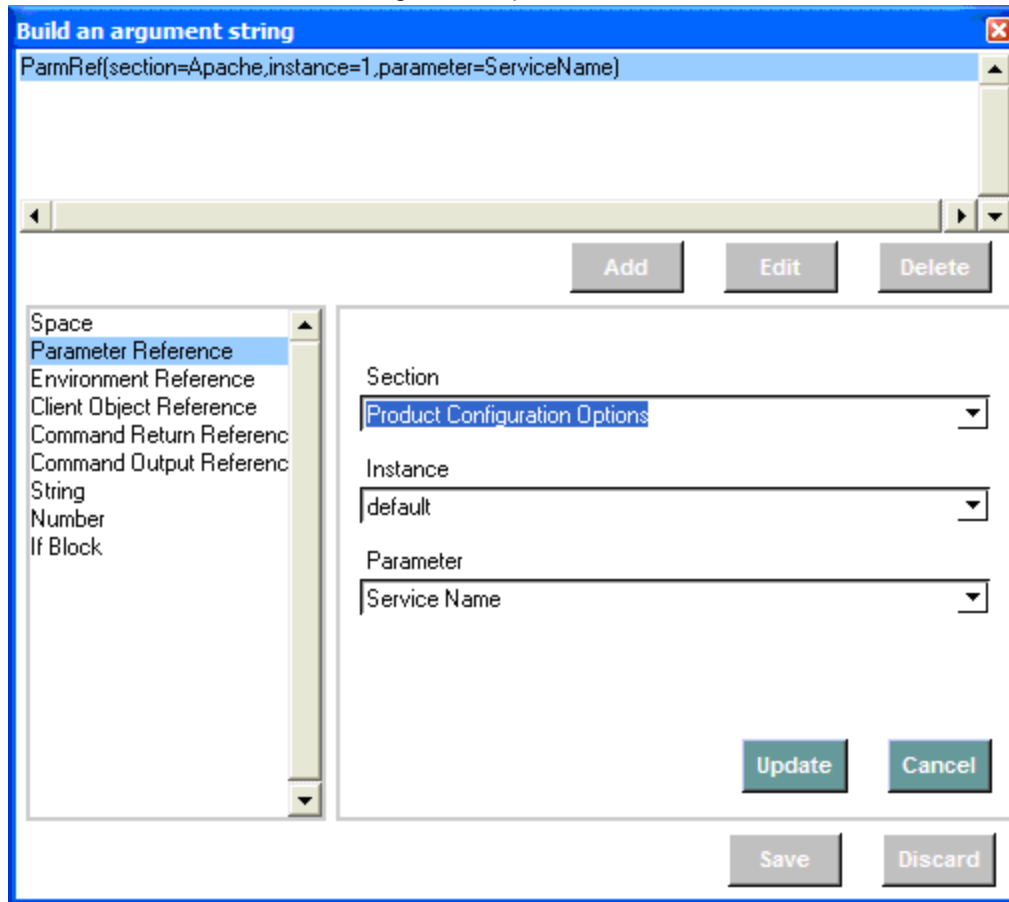 Build an argument string
ParmRef(section=Apache,instance=1,parameter=ServiceName)
Add Edit Delete
Space
Parameter Reference
Environment Reference
Client Object Reference
Command Return Referenc
Command Output Referenc
String
Number
If Block
Section
Product Configuration Options
Instance
default
Parameter
Service Name
Update Cancel
Save Discard